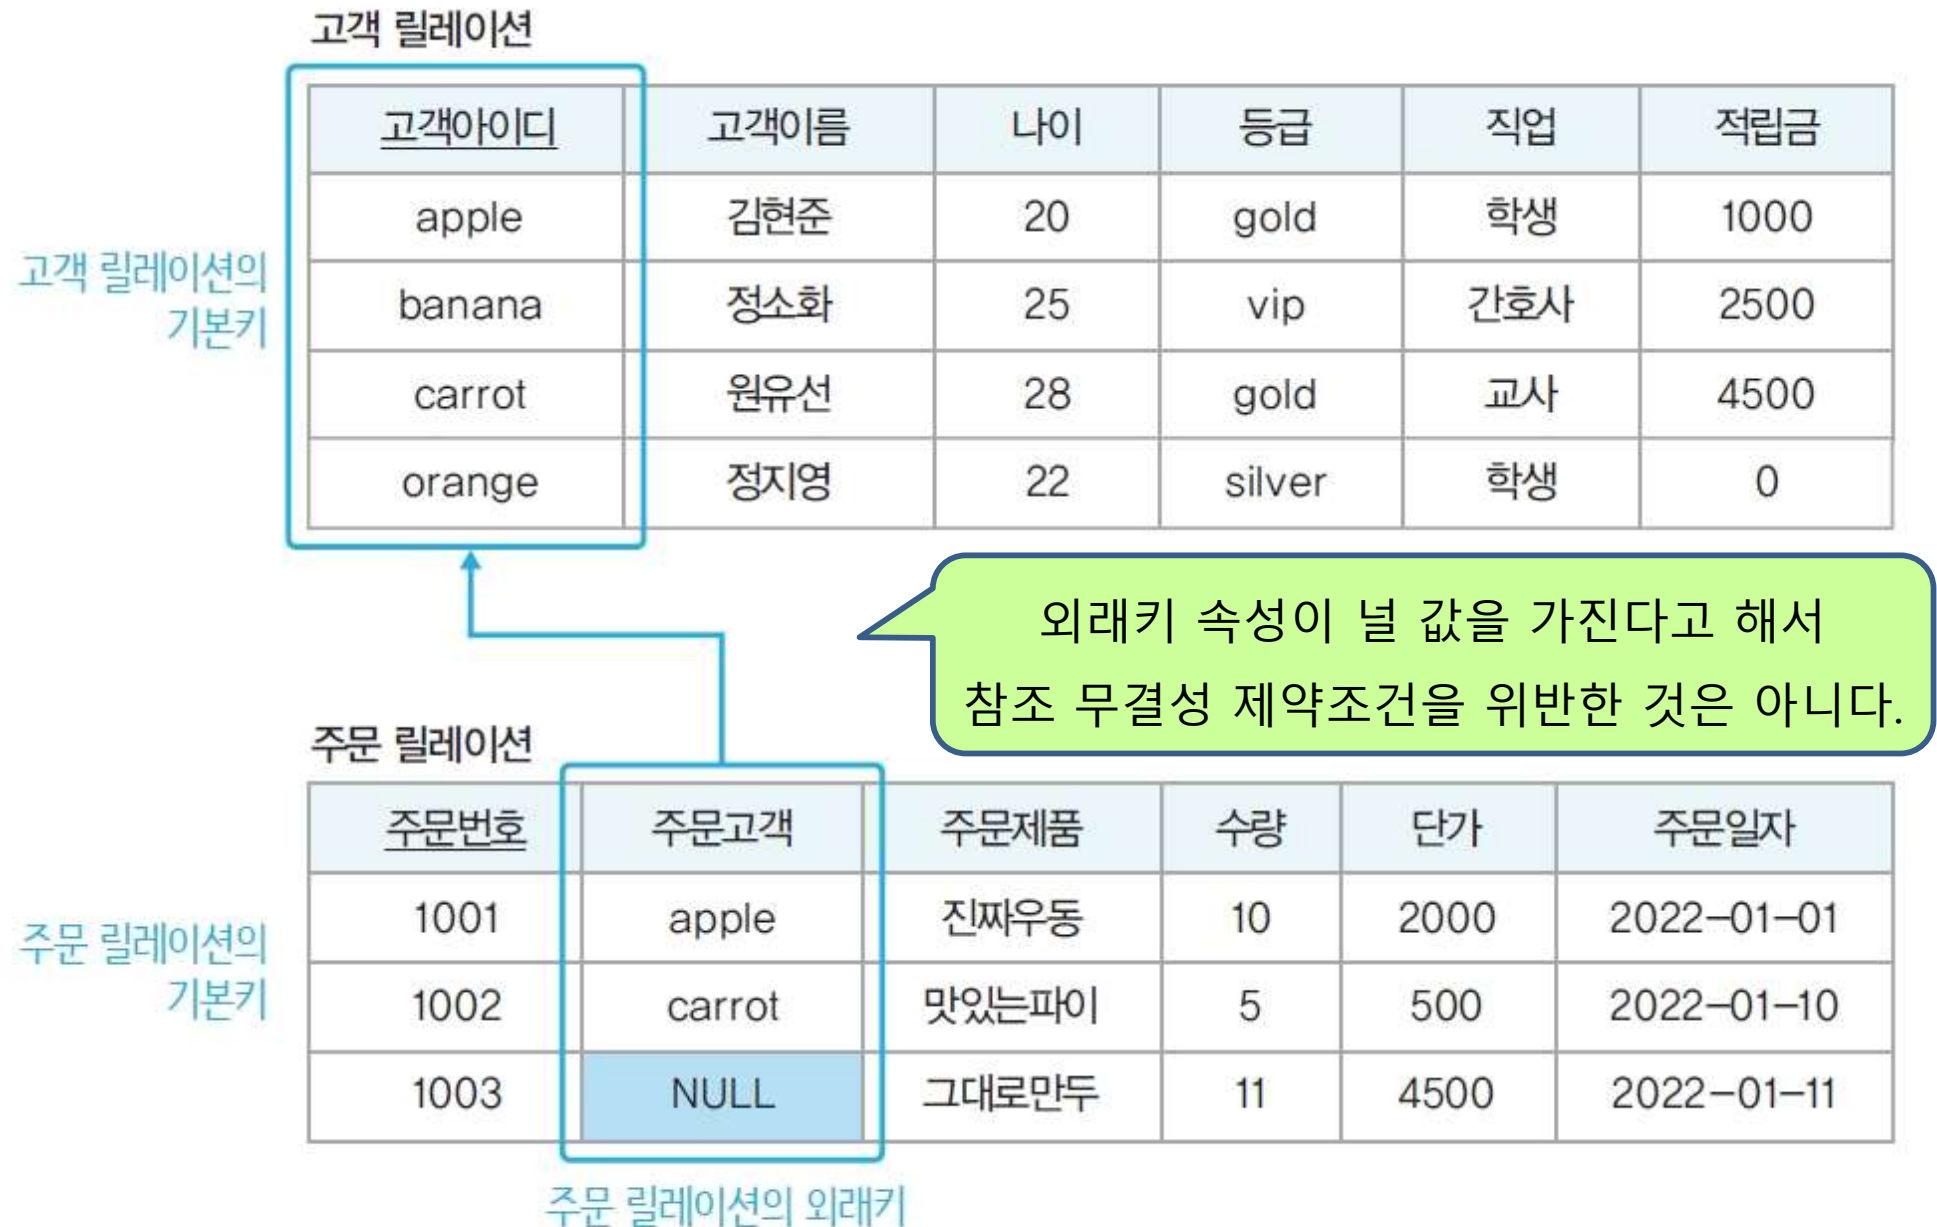 고객 릴레이션
고객아이디 고객이름 나이 등급 직업 적립금
apple 김현준 20 gold 학생 1000
고객 릴레이션의
기본키
banana 정소화 25 vip 간호사 2500
carrot 원유선 28 gold 교사 4500
orange 정지영 22 silver 학생 0
외래키 속성이 널 값을 가진다고 해서
참조 무결성 제약조건을 위반한 것은 아니다.
주문 릴레이션
주문번호 주문고객 주문제품 수량 단가 주문일자
1001 apple 진짜우동 10 2000 2022-01-01
주문 릴레이션의
기본키
1002 carrot 맛있는파이 5 500 2022-01-10
1003 NULL 그대로만두 11 4500 2022-01-11
주문 릴레이션의 외래키